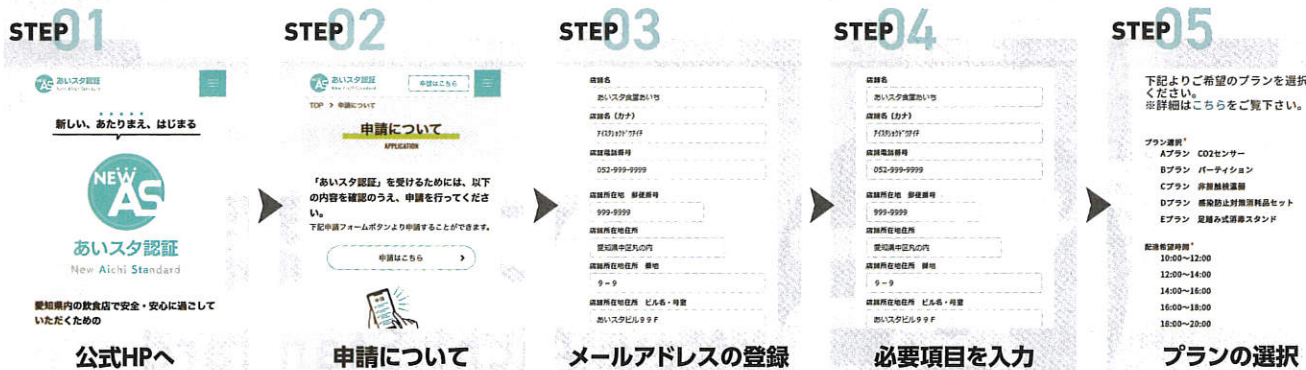 STEP 01
NEW AS あいスタ認証
New Aichi Standard
新しい、あたりまえ、はじまる
NEW
AS
あいスタ認証
New Aichi Standard
愛知県内の飲食店で安全・安心に過ごして
いただくための
公式HPへ
STEP 02
NEW AS あいスタ認証
New Aichi Standard
申請はこちら
TOP > 申請について
申請について
APPLICATION
「あいスタ認証」を受けるためには、以下
の内容を確認のうえ、申請を行ってくださ
い。
下記申請フォームボタンより申請することができます。
申請はこちら
申請
申請について
STEP 03
店舗名
あいスタ食堂あいち
店舗名（カナ）
店舗電話番号
052-999-9999
店舗所在地 郵便番号
999-9999
店舗所在地住所
愛知県中区丸の内
店舗所在地住所 番地
9－9
店舗所在地住所 ビル名・号室
あいスタビル99F
メールアドレスの登録
STEP 04
店舗名
あいスタ食堂あいち
店舗名（カナ）
店舗電話番号
052-999-9999
店舗所在地 郵便番号
999-9999
店舗所在地住所
愛知県中区丸の内
店舗所在地住所 番地
9－9
店舗所在地住所 ビル名・号室
あいスタビル99F
必要項目を入力
STEP 05
下記よりご希望のプランを選択
ください。
※詳細はこちらをご覧下さい。
プラン選択*
Aプラン CO2センサー
Bプラン パーティション
Cプラン 非接触検温器
Dプラン 感染防止対策消耗品セット
Eプラン 足踏み式消毒スタンド
配達希望時間*
10:00〜12:00
12:00〜14:00
14:00〜16:00
16:00〜18:00
18:00〜20:00
プランの選択